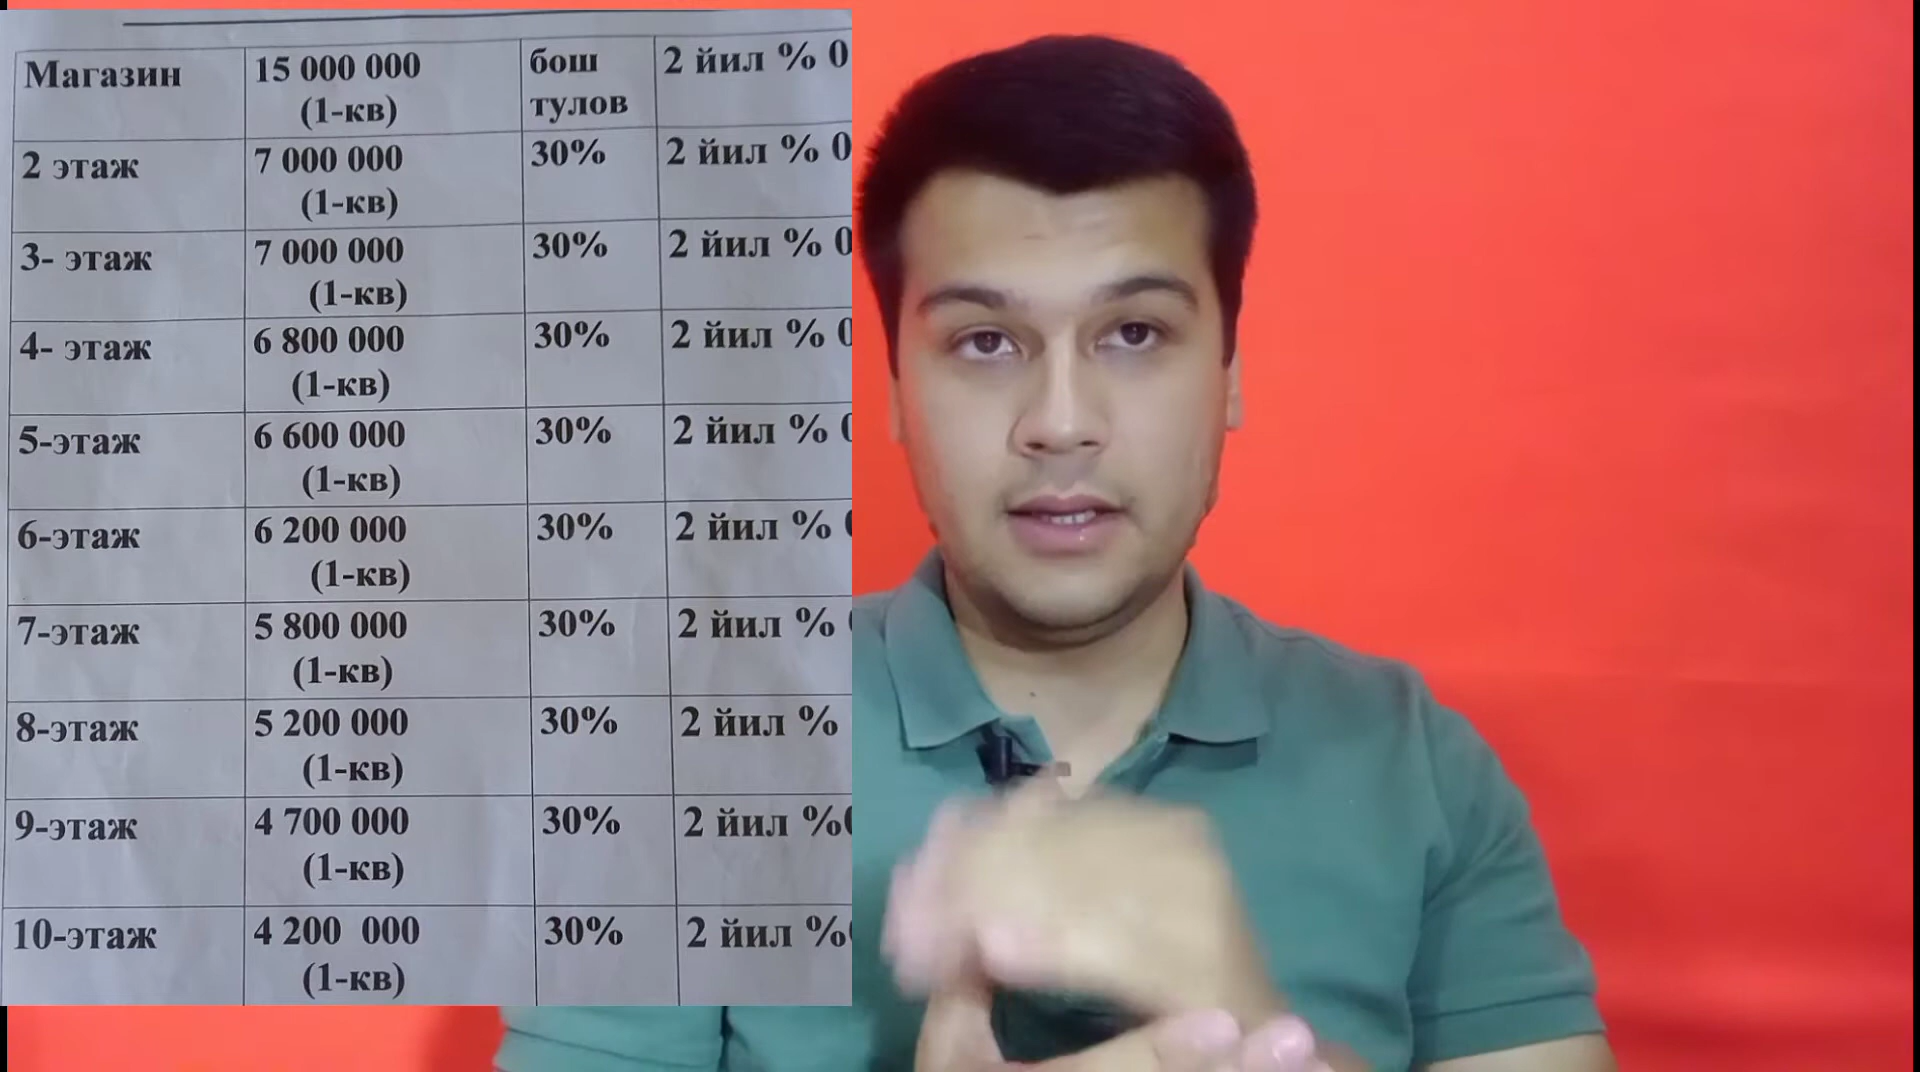 Магазин 15 000 000 бош 2 йил % 0
(1-кв) тулов
2 этаж 7 000 000 30% 2 йил % 0
(1-кв)
3- этаж 7 000 000 30% 2 йил % 0
(1-кв)
4- этаж 6 800 000 30% 2 йил % 0
(1-кв)
5-этаж 6 600 000 30% 2 йил % 0
(1-кв)
6-этаж 6 200 000 30% 2 йил %
(1-кв)
7-этаж 5 800 000 30% 2 йил %
(1-кв)
8-этаж 5 200 000 30% 2 йил %
(1-кв)
9-этаж 4 700 000 30% 2 йил %
(1-кв)
10-этаж 4 200 000 30% 2 йил %
(1-кв)